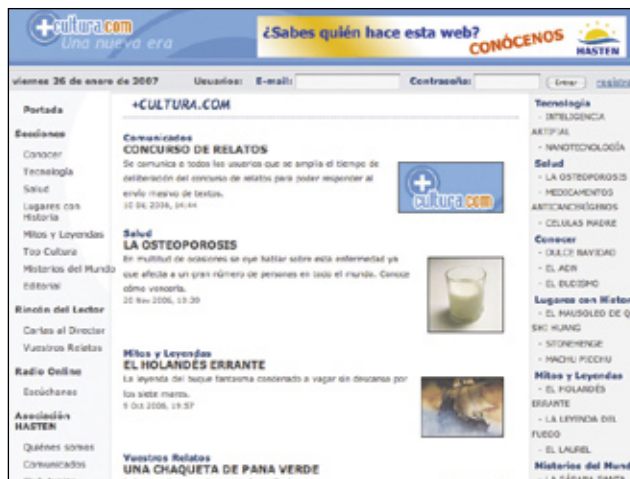 +cultura.com
Una nueva era
¿Sabes quién hace esta web?
CONÓCENOS
HASTEN
viernes 26 de enero de 2007
Usuarios:
E-mail:
Contraseña:
Entrar
Portada
Secciones
Conocer
Tecnología
Salud
Lugares con
Historia
Mitos y Leyendas
Top Cultura
Misterios del Mundo
Editorial
Rincón del Lector
Cartas al Director
Vuestros Relatos
Radio Online
Escúchanos
Asociación
HASTEN
Quiénes somos
Comunicados
+CULTURA.COM
Comunicados
CONCURSO DE RELATOS
Se comunica a todos los usuarios que se amplía el tiempo de
deliberación del concurso de relatos para poder responder al
envío masivo de textos.
2006, 14:44
+cultura.com
Salud
LA OSTEOPOROSIS
En multitud de ocasiones se oye hablar sobre esta enfermedad ya
que afecta a un gran número de personas en todo el mundo. Conoce
cómo vencerla.
20 Nov 2006, 10:39
Mitos y Leyendas
EL HOLANDÉS ERRANTE
La leyenda del buque fantasma condenado a vagar sin descanso por
los siete mares.
9 Oct 2006, 19:57
Vuestros Relatos
UNA CHAQUETA DE PANA VERDE
Tecnología
- INTELIGENCIA
- NANOTECNOLOGÍA
Salud
- LA OSTEOPOROSIS
- MEDICAMENTOS
ANTICANCERÍGENOS
- CELULAS MADRE
Conocer
- DULCE NAVIDAD
- EL ADN
- EL BUDISMO
Lugares con Histor
- EL MAUSOLEO DE Q
SHI HUANG
- STONEHENGE
- MACHU PICCHU
Mitos y Leyendas
- EL HOLANDÉS
ERRANTE
- LA LEYENDA DEL
FUEGO
- EL LAUREL
Misterios del Mund